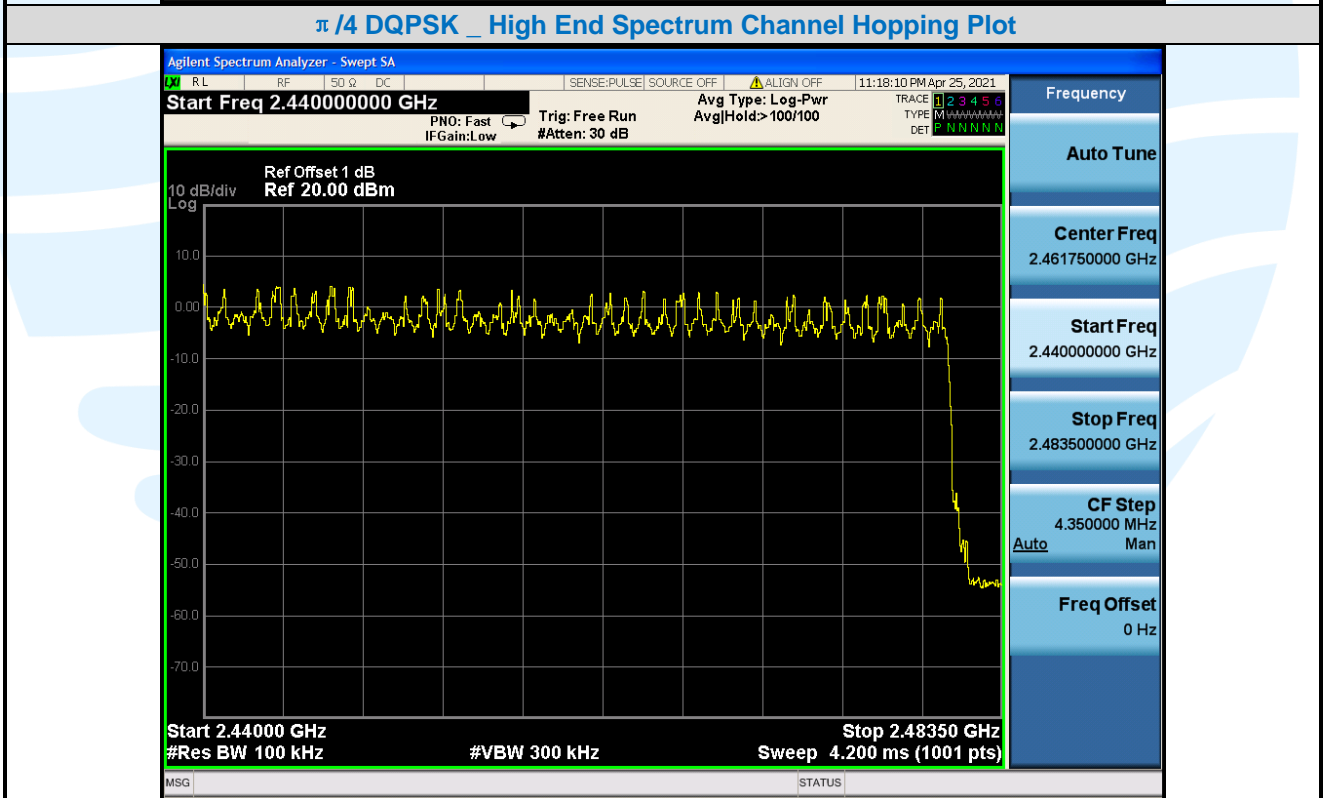 π /4 DQPSK _ High End Spectrum Channel Hopping Plot
Agilent Spectrum Analyzer - Swept SA
LXI RL RF 50 Ω DC SENSE:PULSE SOURCE OFF ALIGN OFF 11:18:10 PM Apr 25, 2021
Start Freq 2.440000000 GHz
PNO: Fast
IFGain:Low
Trig: Free Run
#Atten: 30 dB
Avg Type: Log-Pwr
Avg|Hold:> 100/100
TRACE 1 2 3 4 5 6
TYPE M
DET P N N N N N
Ref Offset 1 dB
10 dB/div Ref 20.00 dBm
Log
10.0
0.00
-10.0
-20.0
-30.0
-40.0
-50.0
-60.0
-70.0
Start 2.44000 GHz Stop 2.48350 GHz
#Res BW 100 kHz #VBW 300 kHz Sweep 4.200 ms (1001 pts)
MSG STATUS
Frequency
Auto Tune
Center Freq
2.461750000 GHz
Start Freq
2.440000000 GHz
Stop Freq
2.483500000 GHz
CF Step
4.350000 MHz
Auto Man
Freq Offset
0 Hz